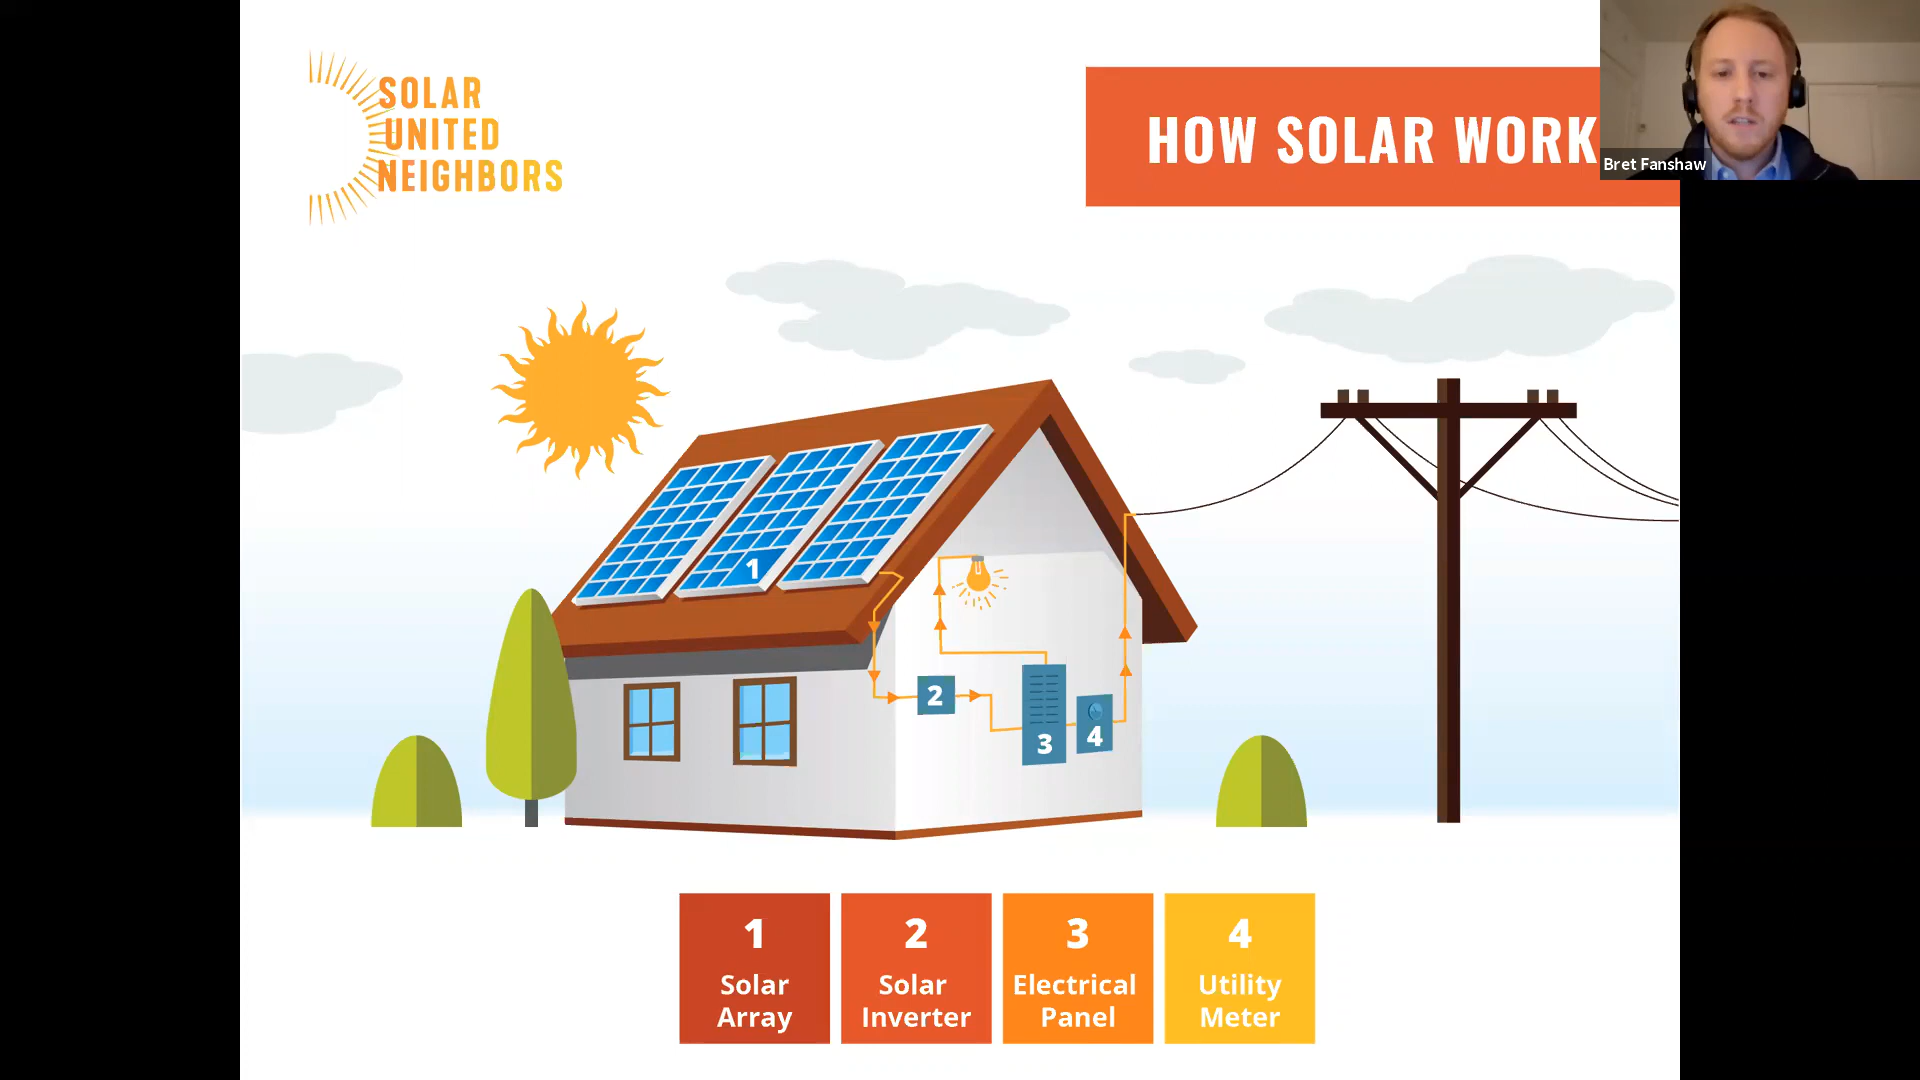 SOLAR
UNITED
NEIGHBORS
HOW SOLAR WORK
Bret Fanshaw
1
2
3
4
1
Solar
Array
2
Solar
Inverter
3
Electrical
Panel
4
Utility
Meter